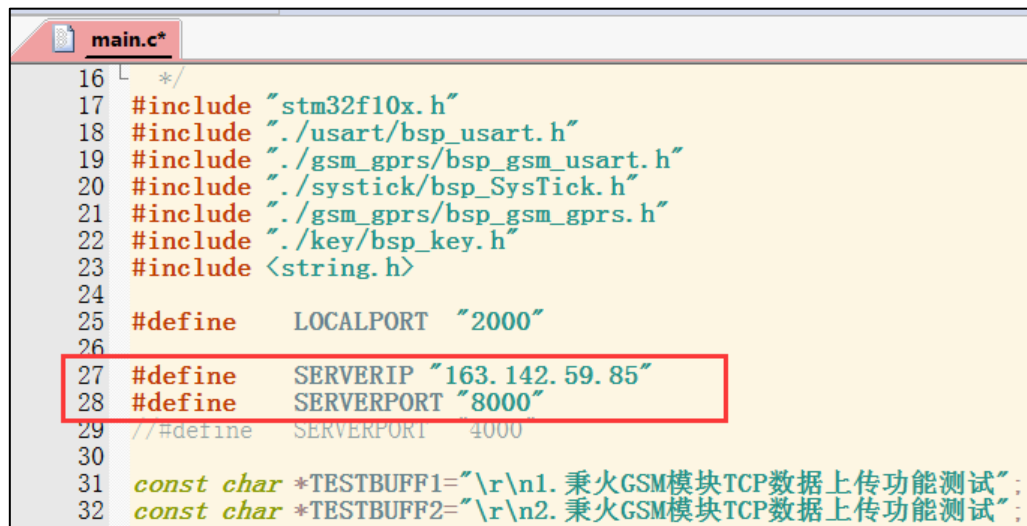 main.c*
16 */
17 #include "stm32f10x.h"
18 #include "./usart/bsp_usart.h"
19 #include "./gsm_gprs/bsp_gsm_usart.h"
20 #include "./systick/bsp_SysTick.h"
21 #include "./gsm_gprs/bsp_gsm_gprs.h"
22 #include "./key/bsp_key.h"
23 #include <string.h>
24
25 #define LOCALPORT "2000"
26
27 #define SERVERIP "163.142.59.85"
28 #define SERVERPORT "8000"
29 //#define SERVERPORT "4000"
30
31 const char *TESTBUFF1="\r\n1.秉火GSM模块TCP数据上传功能测试";
32 const char *TESTBUFF2="\r\n2.秉火GSM模块TCP数据上传功能测试";